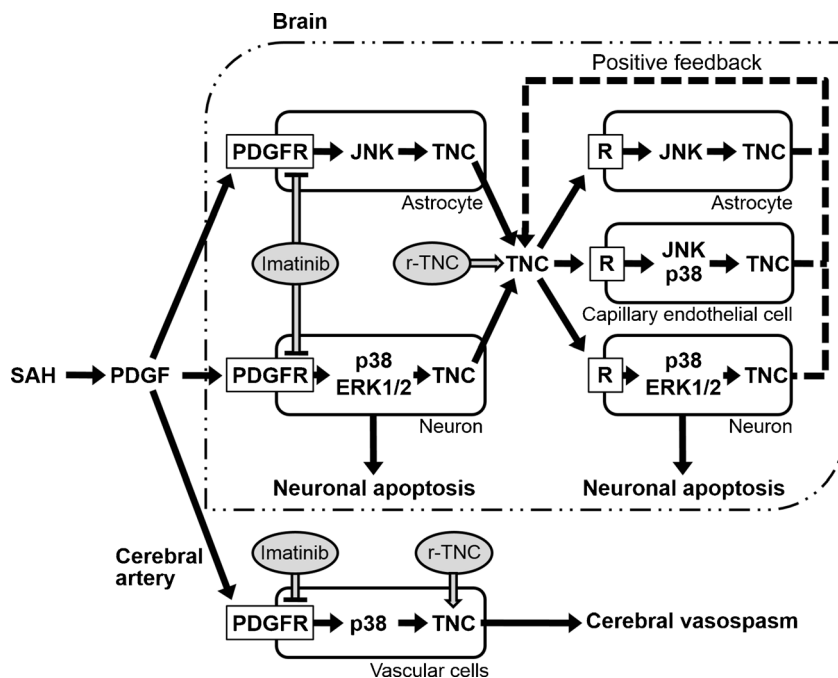 Brain
Positive feedback
PDGFR JNK TNC
Astrocyte
R JNK TNC
Astrocyte
Imatinib
r-TNC
TNC
R JNK TNC
p38
Capillary endothelial cell
SAH PDGF
PDGFR p38 TNC
ERK1/2
Neuron
R p38 TNC
ERK1/2
Neuron
Neuronal apoptosis
Neuronal apoptosis
Cerebral
artery
Imatinib
r-TNC
PDGFR p38 TNC
Vascular cells
Cerebral vasospasm